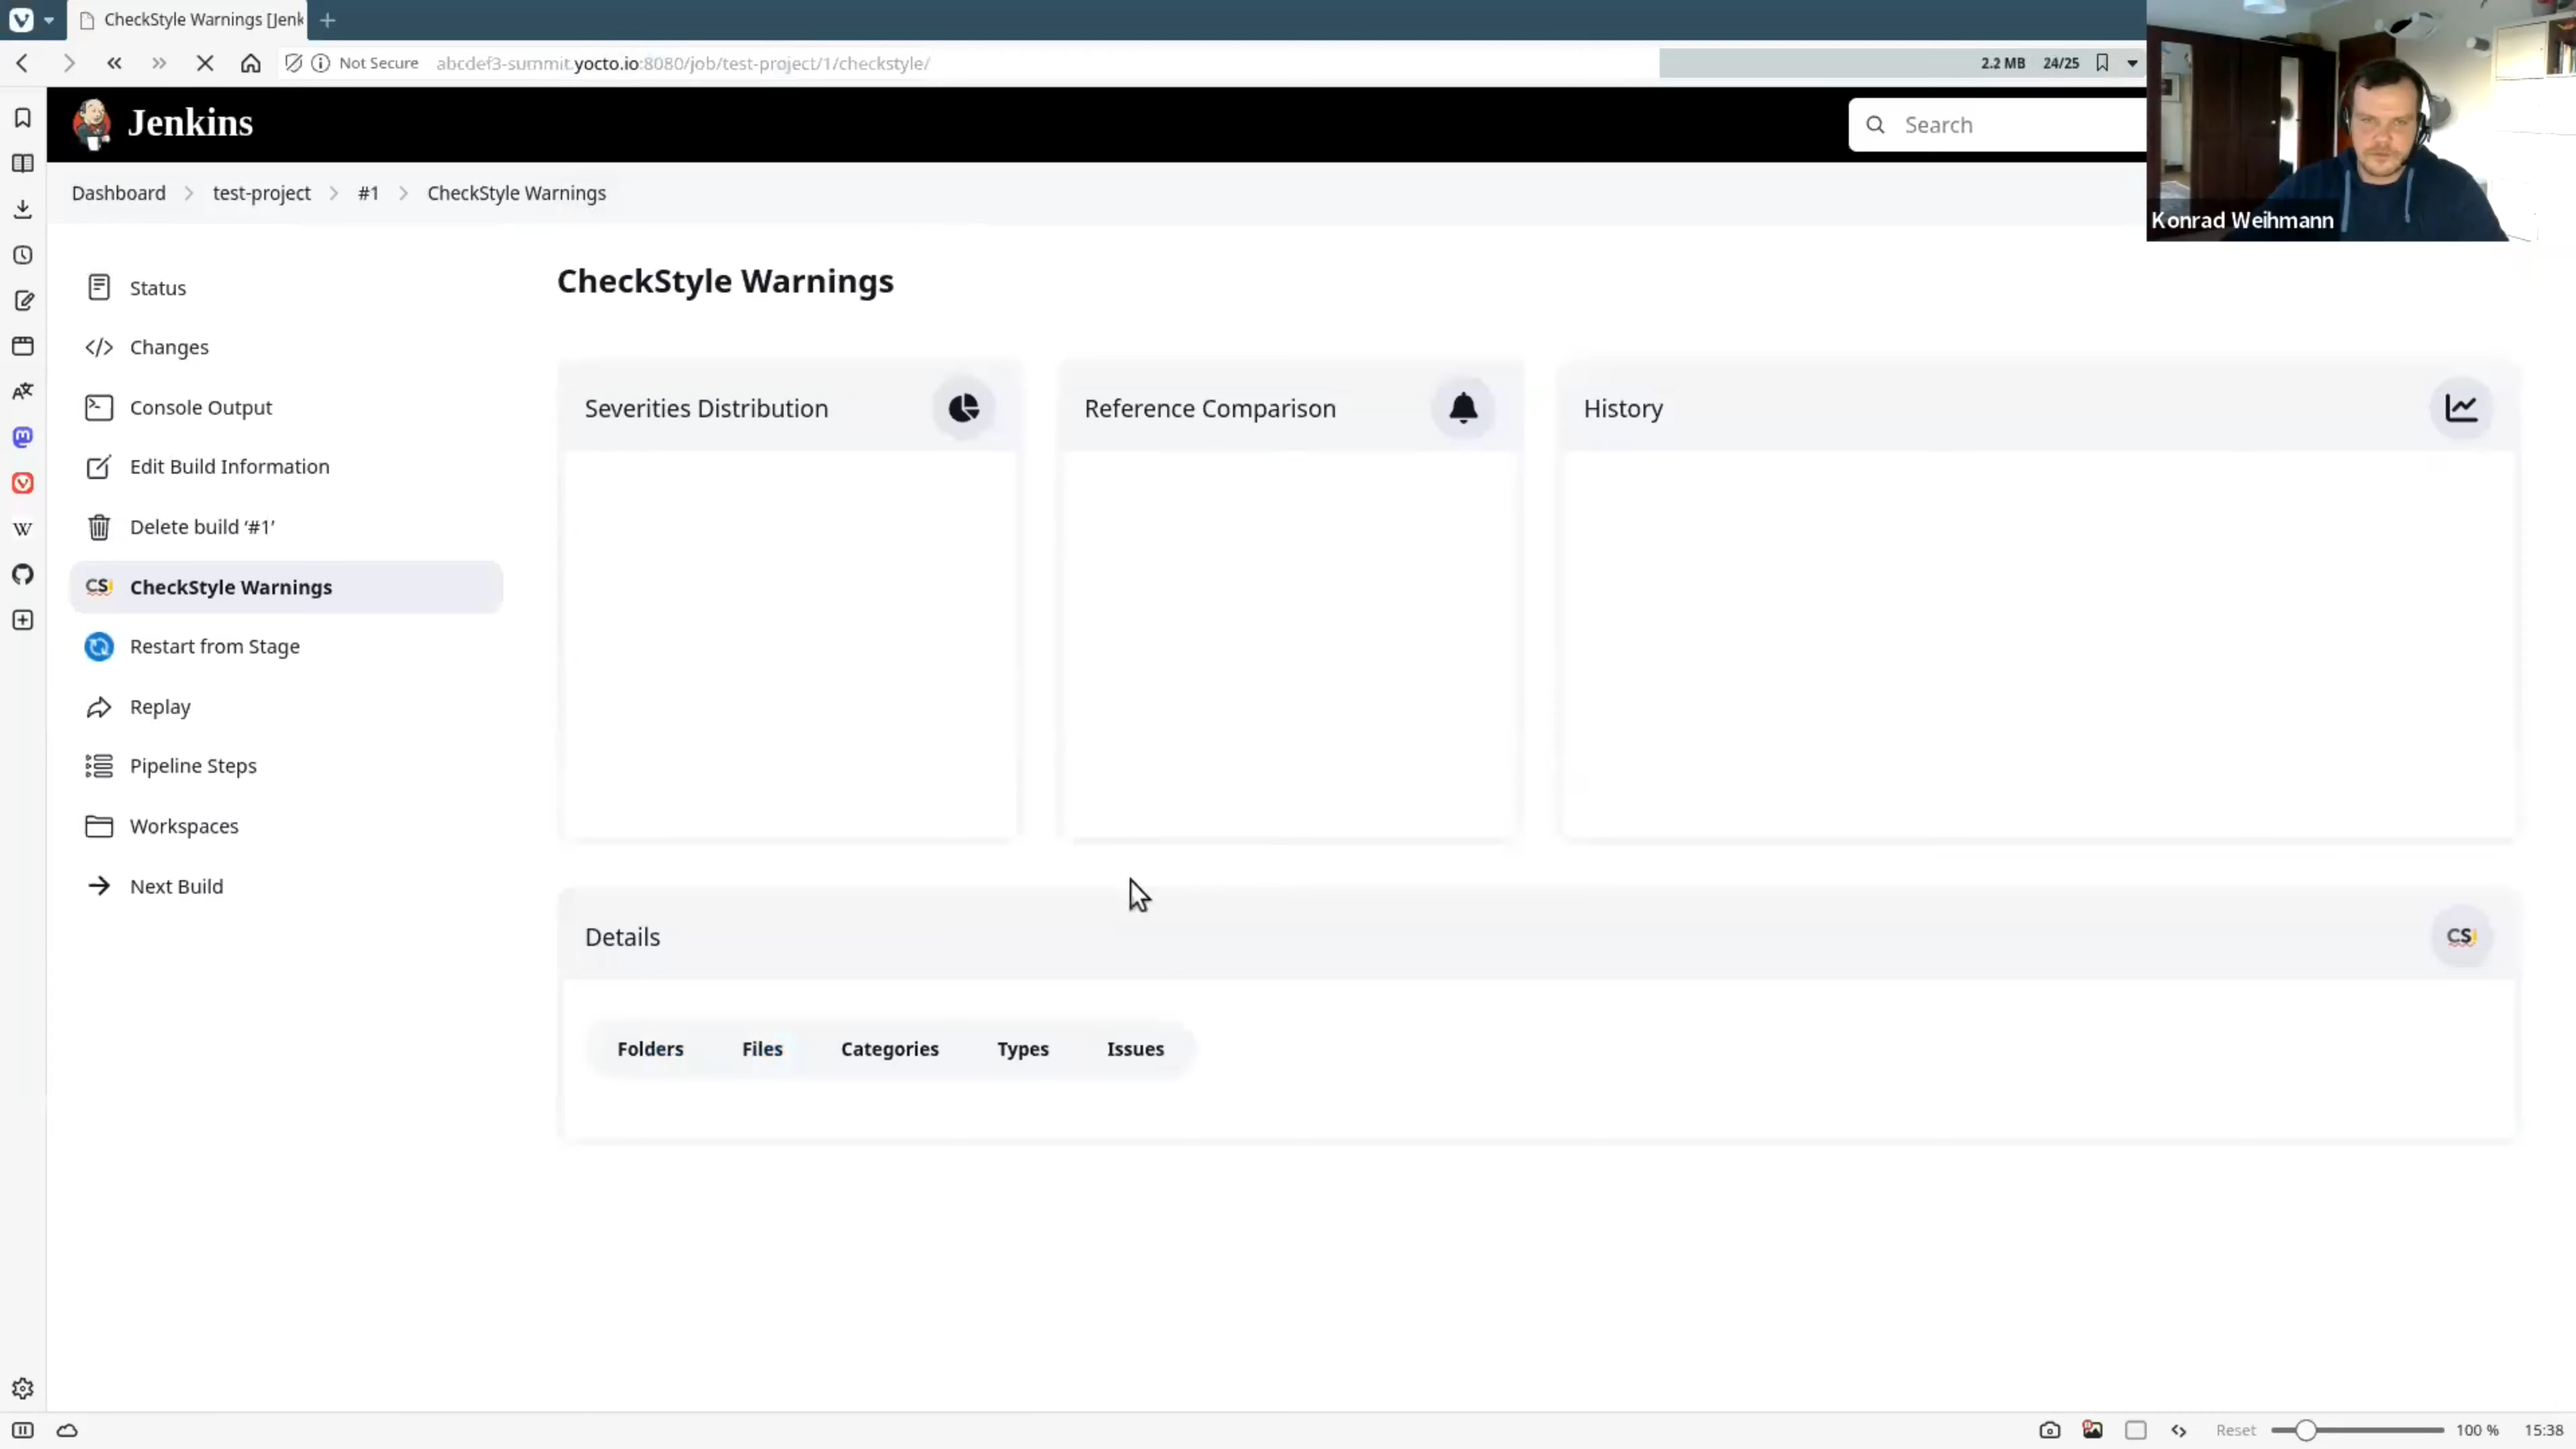 CheckStyle Warnings [Jenk
Not Secure
abcdef3-summit.yocto.io:8080/job/test-project/1/checkstyle/
2.2 MB
24/25
Jenkins
Search
Konrad Weihmann
Dashboard
test-project
#1
CheckStyle Warnings
Status
Changes
Console Output
Edit Build Information
Delete build ‘#1’
CS
CheckStyle Warnings
Restart from Stage
Replay
Pipeline Steps
Workspaces
Next Build
CheckStyle Warnings
Severities Distribution
Reference Comparison
History
Details
CS
Folders
Files
Categories
Types
Issues
W
Reset
100 %
15:38